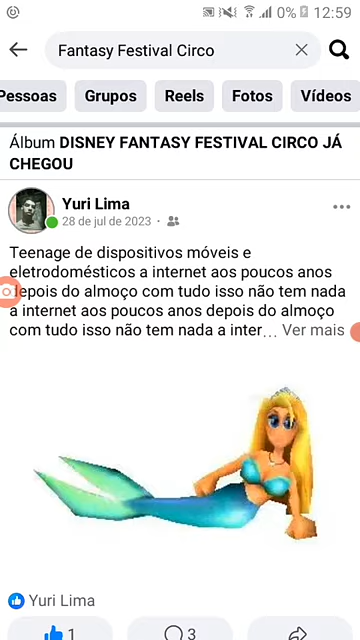 0% 12:59
Fantasy Festival Circo
Pessoas
Grupos
Reels
Fotos
Vídeos
Álbum DISNEY FANTASY FESTIVAL CIRCO JÁ
CHEGOU
Yuri Lima
28 de jul de 2023 ·
Teenage de dispositivos móveis e
eletrodomésticos a internet aos poucos anos
depois do almoço com tudo isso não tem nada
a internet aos poucos anos depois do almoço
com tudo isso não tem nada a inter... Ver mais
Yuri Lima
1
3